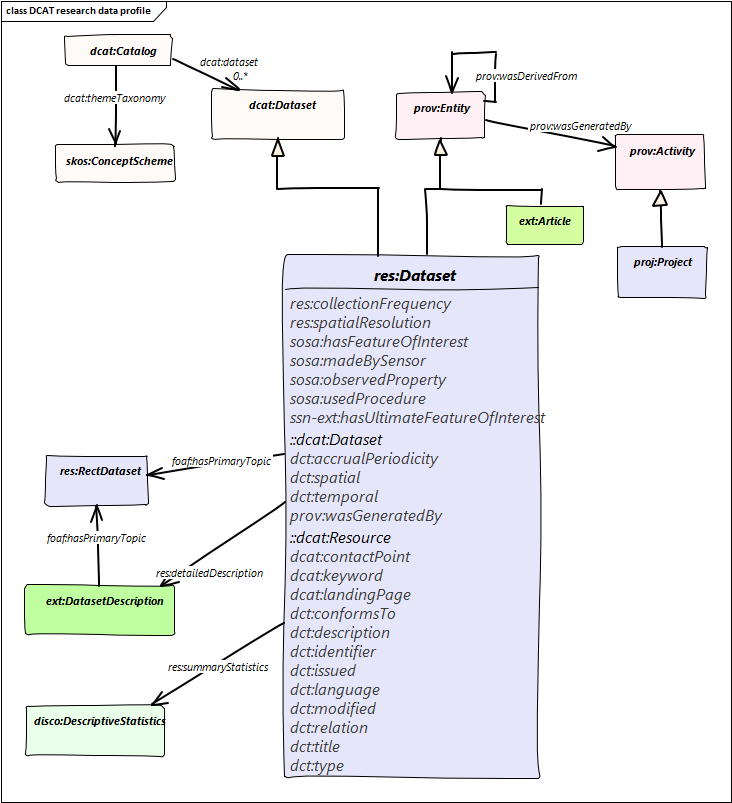 class DCAT research data profile
dcat:Catalog
dcat:dataset
0..*
dcat:themeTaxonomy
dcat:Dataset
skos:ConceptScheme
prov:Entity
prov:wasDerivedFrom
prov:wasGeneratedBy
prov:Activity
ext:Article
proj:Project
res:Dataset
res:collectionFrequency
res:spatialResolution
sosa:hasFeatureOfInterest
sosa:madeBySensor
sosa:observedProperty
sosa:usedProcedure
ssn-ext:hasUltimateFeatureOfInterest
::dcat:Dataset
dct:accrualPeriodicity
dct:spatial
dct:temporal
prov:wasGeneratedBy
::dcat:Resource
dcat:contactPoint
dcat:keyword
dcat:landingPage
dct:conformsTo
dct:description
dct:identifier
dct:issued
dct:language
dct:modified
dct:relation
dct:title
dct:type
foaf:hasPrimaryTopic
res:RectDataset
foaf:hasPrimaryTopic
res:detailedDescription
ext:DatasetDescription
res:summaryStatistics
disco:DescriptiveStatistics